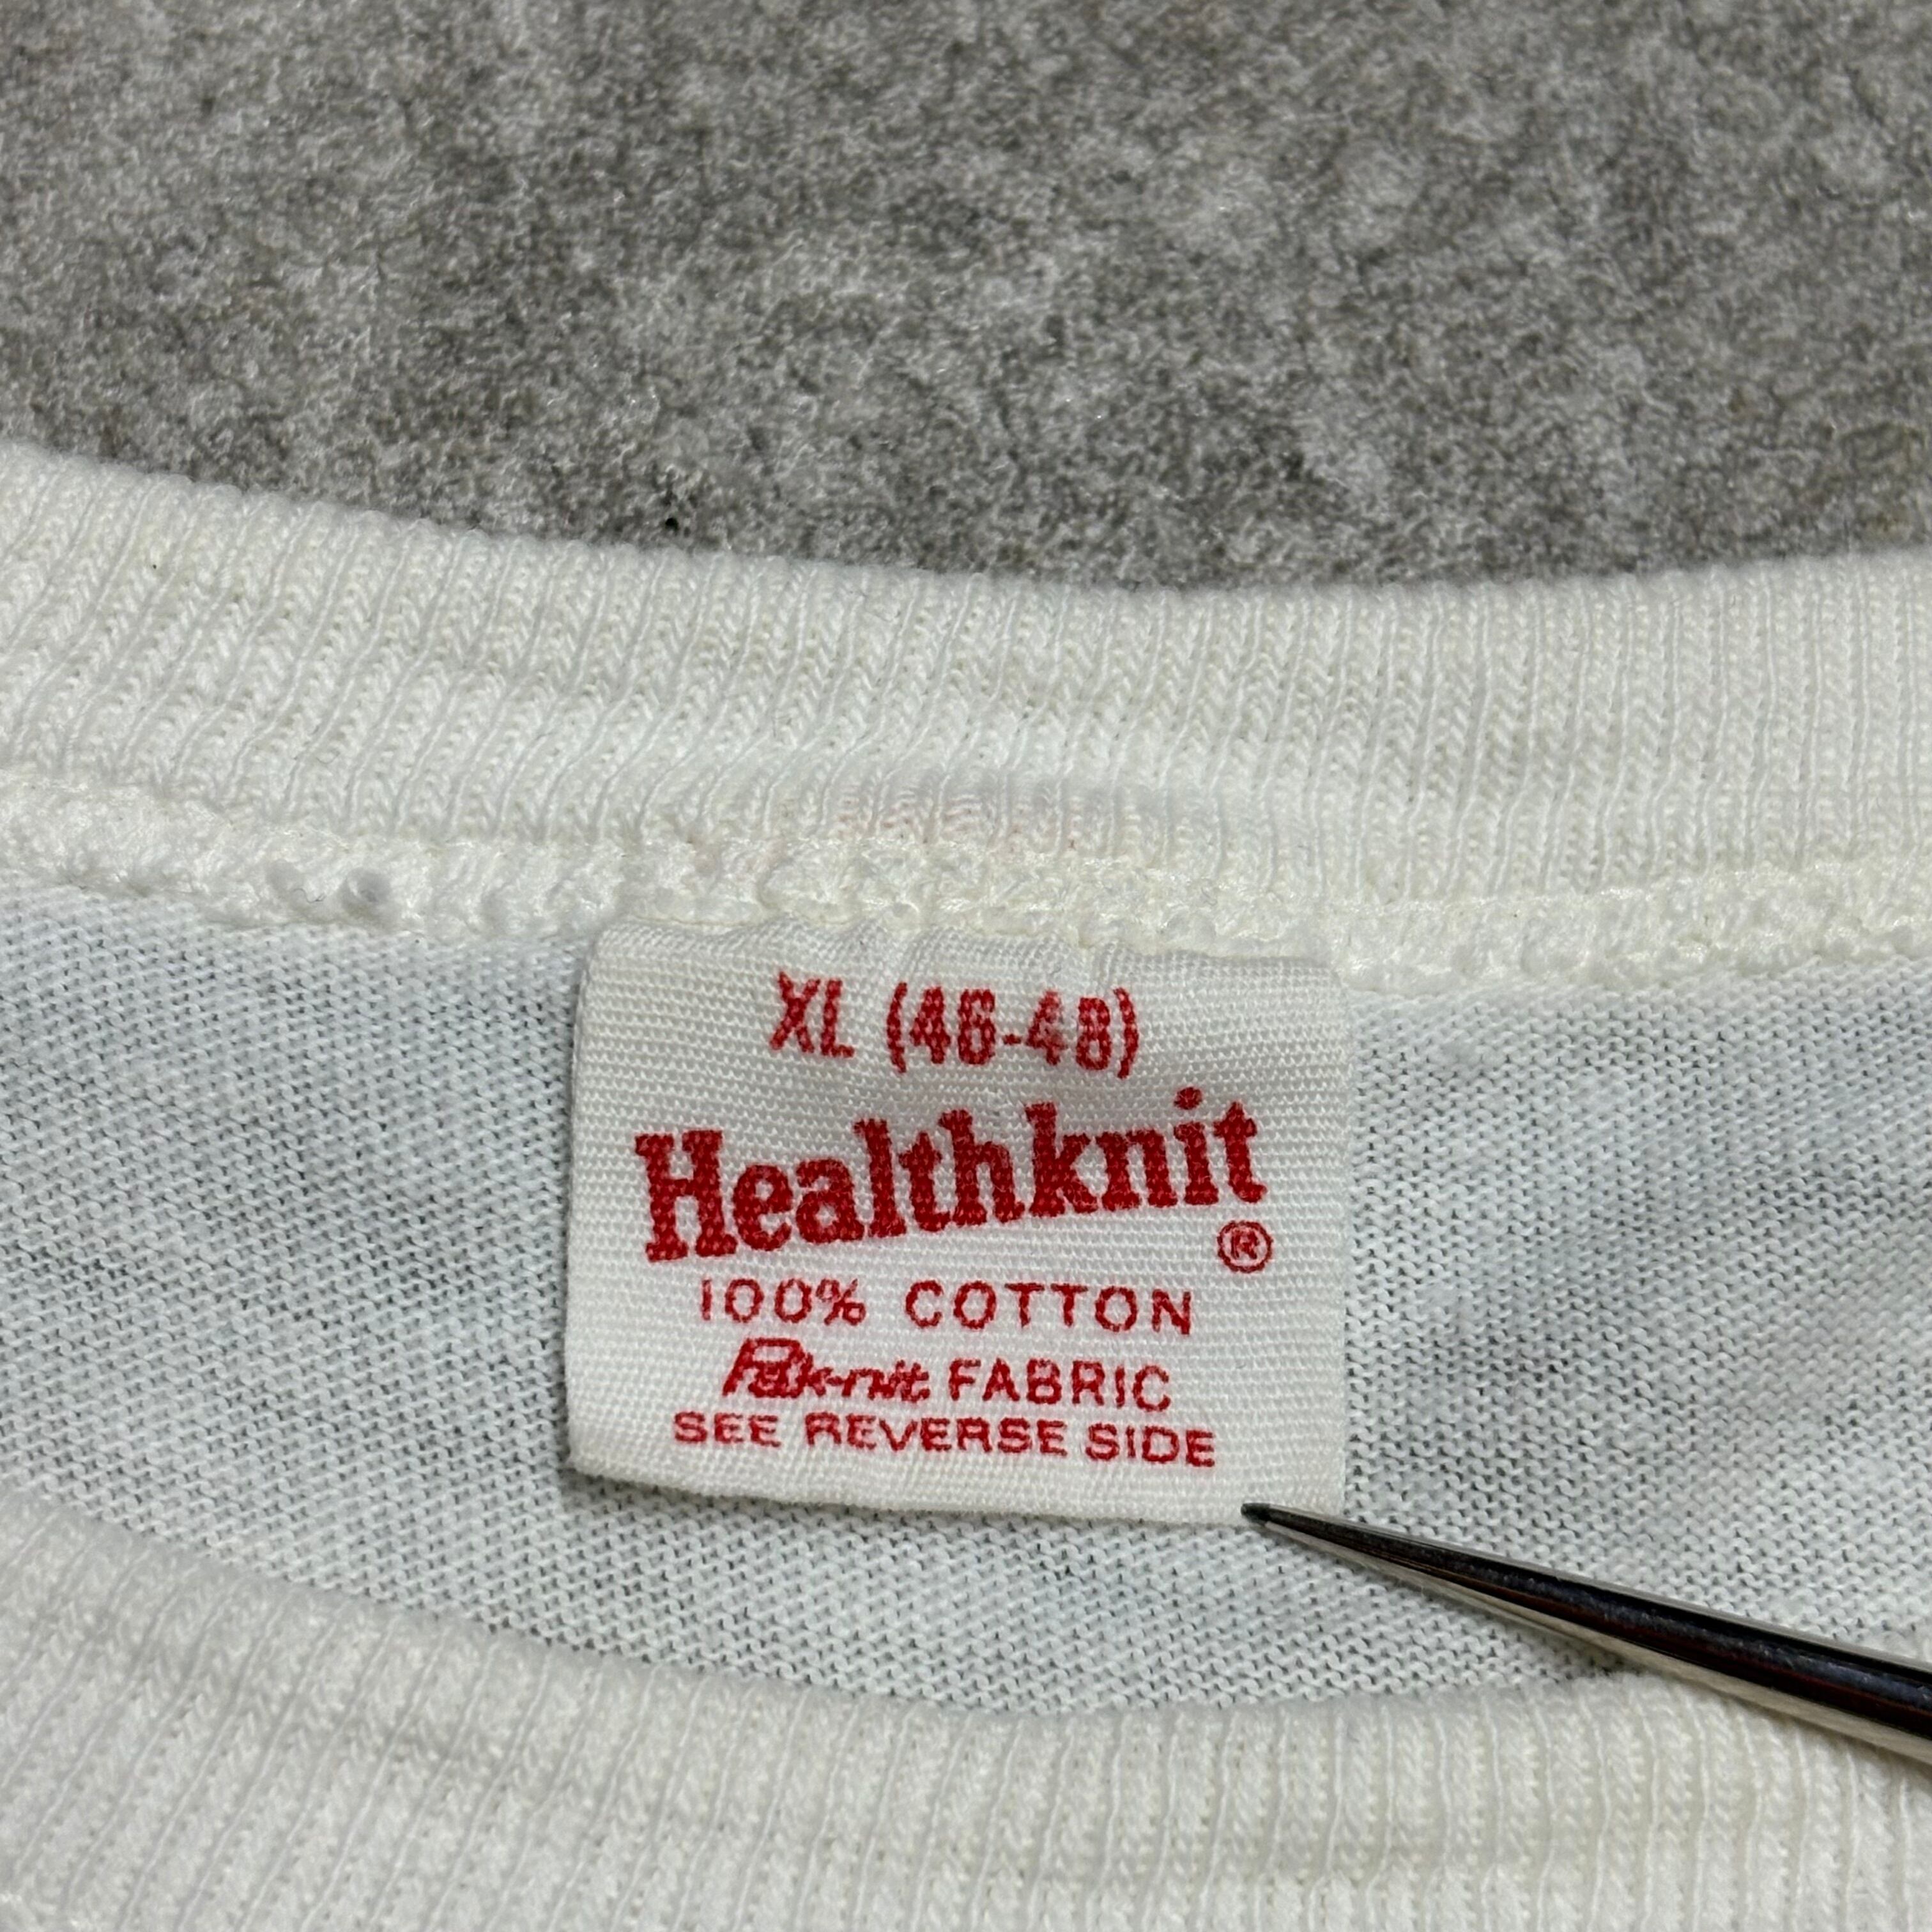 XL (46-48)
Healthknit
®
100% COTTON
Pak-nit FABRIC
SEE REVERSE SIDE